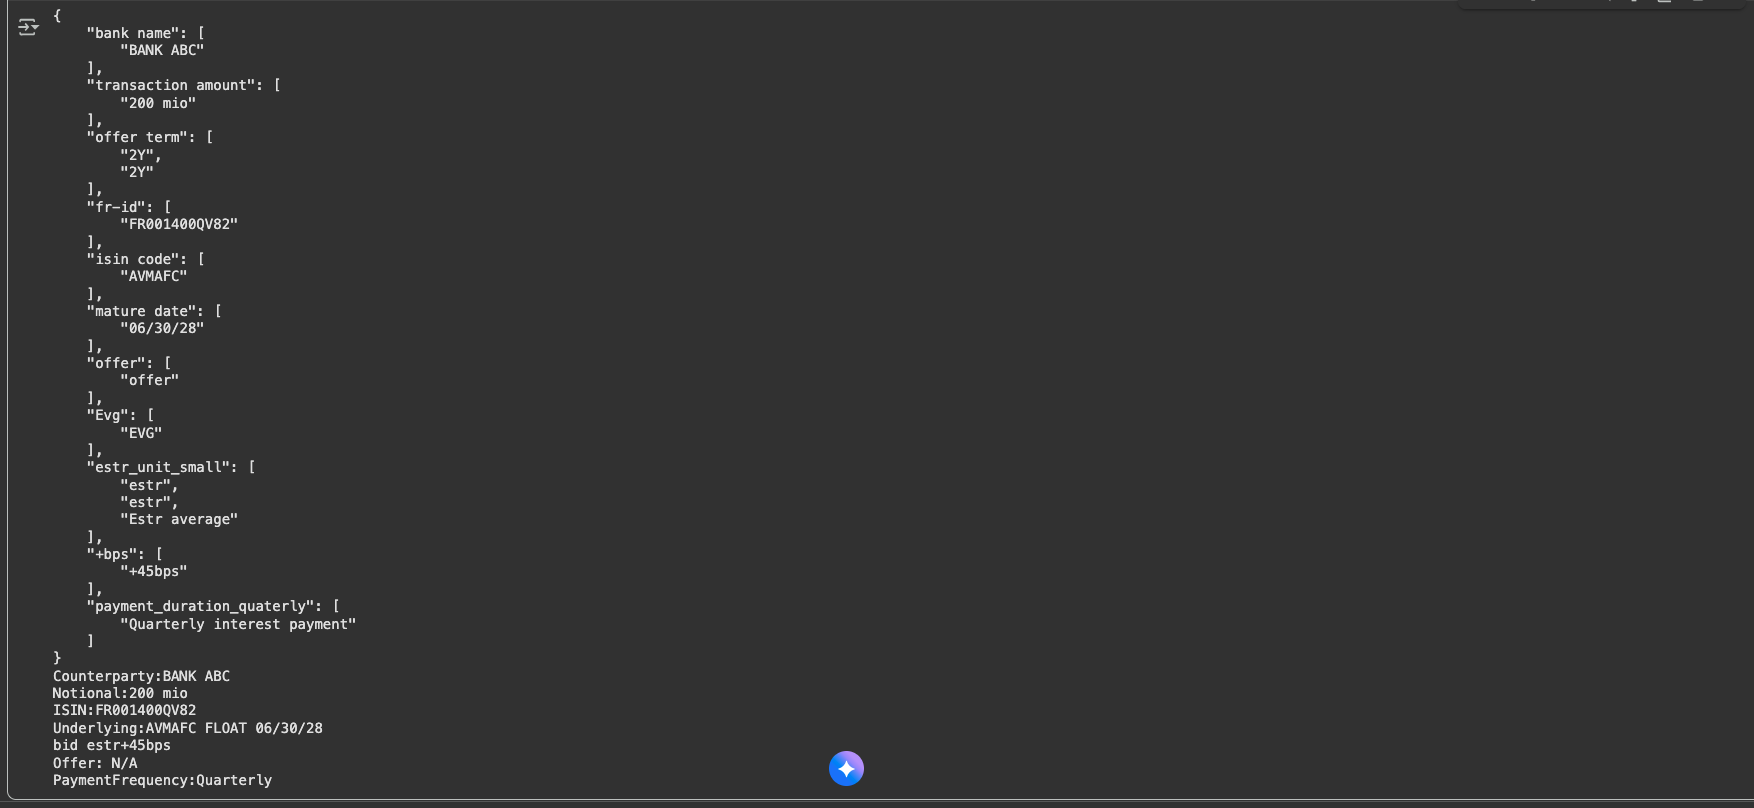 {
"bank name": [
"BANK ABC"
],
"transaction amount": [
"200 mio"
],
"offer term": [
"2Y",
"2Y"
],
"fr-id": [
"FR001400QV82"
],
"isin code": [
"AVMAFC"
],
"mature date": [
"06/30/28"
],
"offer": [
"offer"
],
"Evg": [
"EVG"
],
"estr_unit_small": [
"estr",
"estr",
"Estr average"
],
"+bps": [
"+45bps"
],
"payment_duration_quaterly": [
"Quarterly interest payment"
]
}
Counterparty:BANK ABC
Notional:200 mio
ISIN:FR001400QV82
Underlying:AVMAFC FLOAT 06/30/28
bid estr+45bps
Offer: N/A
PaymentFrequency:Quarterly